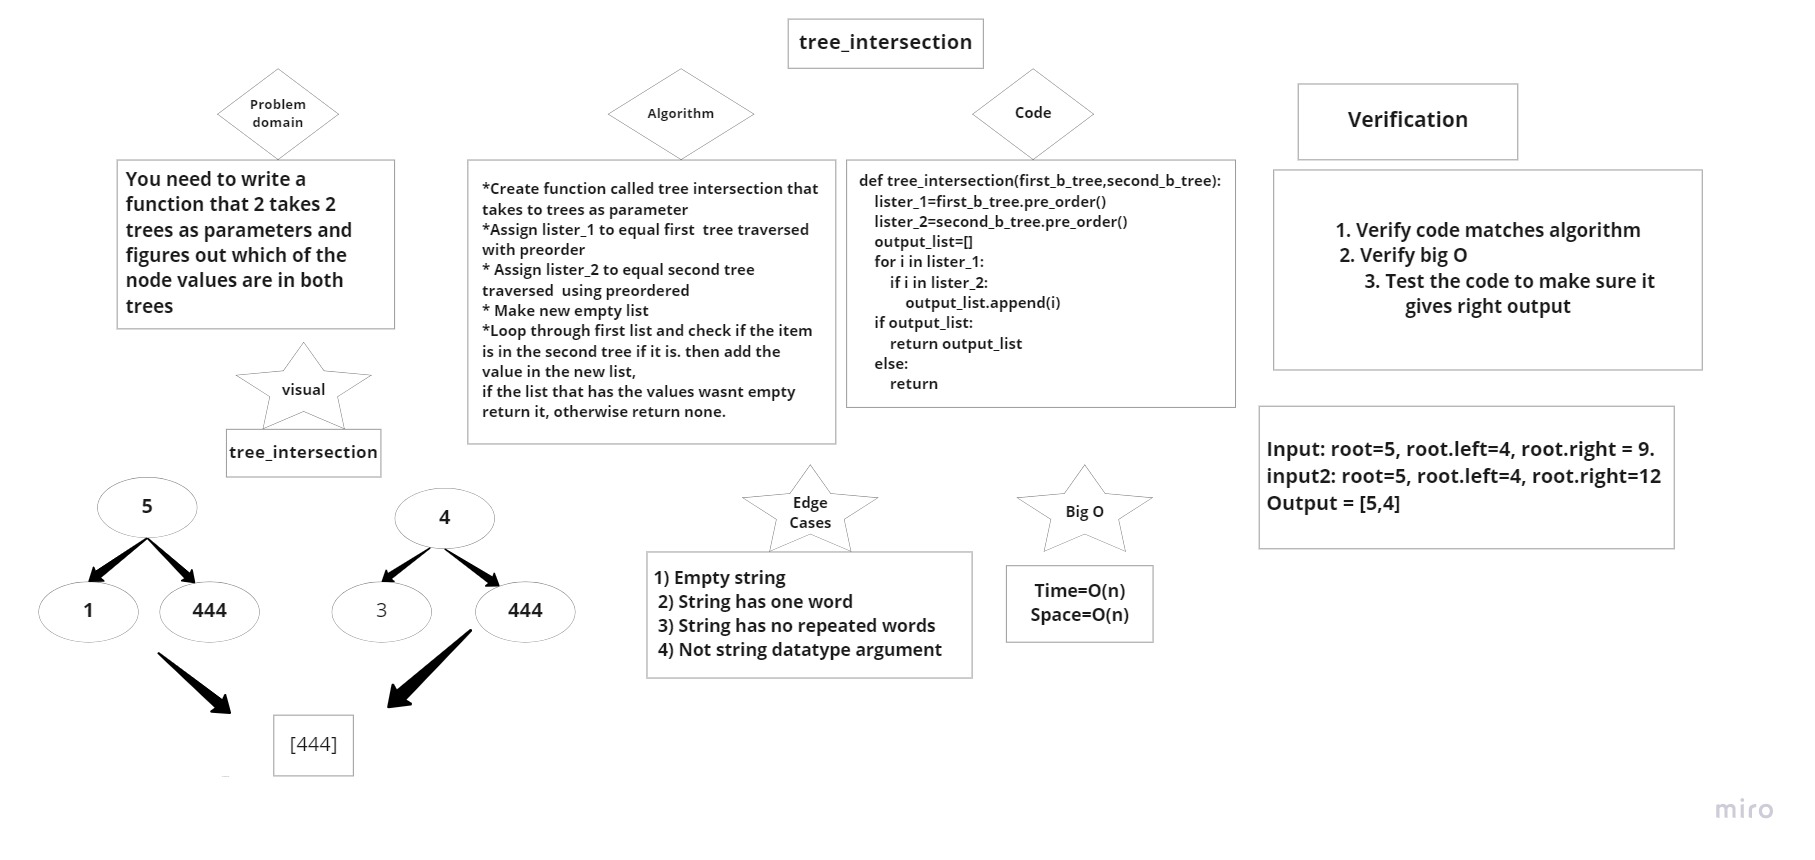 tree_intersection
Problem
domain
You need to write a
function that 2 takes 2
trees as parameters and
figures out which of the
node values are in both
trees
visual
tree_intersection
5
1
444
4
3
444
[444]
Algorithm
*Create function called tree intersection that
takes to trees as parameter
*Assign lister_1 to equal first  tree traversed
with preorder
* Assign lister_2 to equal second tree
traversed  using preordered
* Make new empty list
*Loop through first list and check if the item
is in the second tree if it is. then add the
value in the new list,
if the list that has the values wasnt empty
return it, otherwise return none.
Code
def tree_intersection(first_b_tree,second_b_tree):
    lister_1=first_b_tree.pre_order()
    lister_2=second_b_tree.pre_order()
    output_list=[]
    for i in lister_1:
        if i in lister_2:
            output_list.append(i)
    if output_list:
        return output_list
    else:
        return
Edge
Cases
1) Empty string
2) String has one word
3) String has no repeated words
4) Not string datatype argument
Big O
Time=O(n)
Space=O(n)
Verification
1. Verify code matches algorithm
2. Verify big O
3. Test the code to make sure it
gives right output
Input: root=5, root.left=4, root.right = 9.
input2: root=5, root.left=4, root.right=12
Output = [5,4]
miro